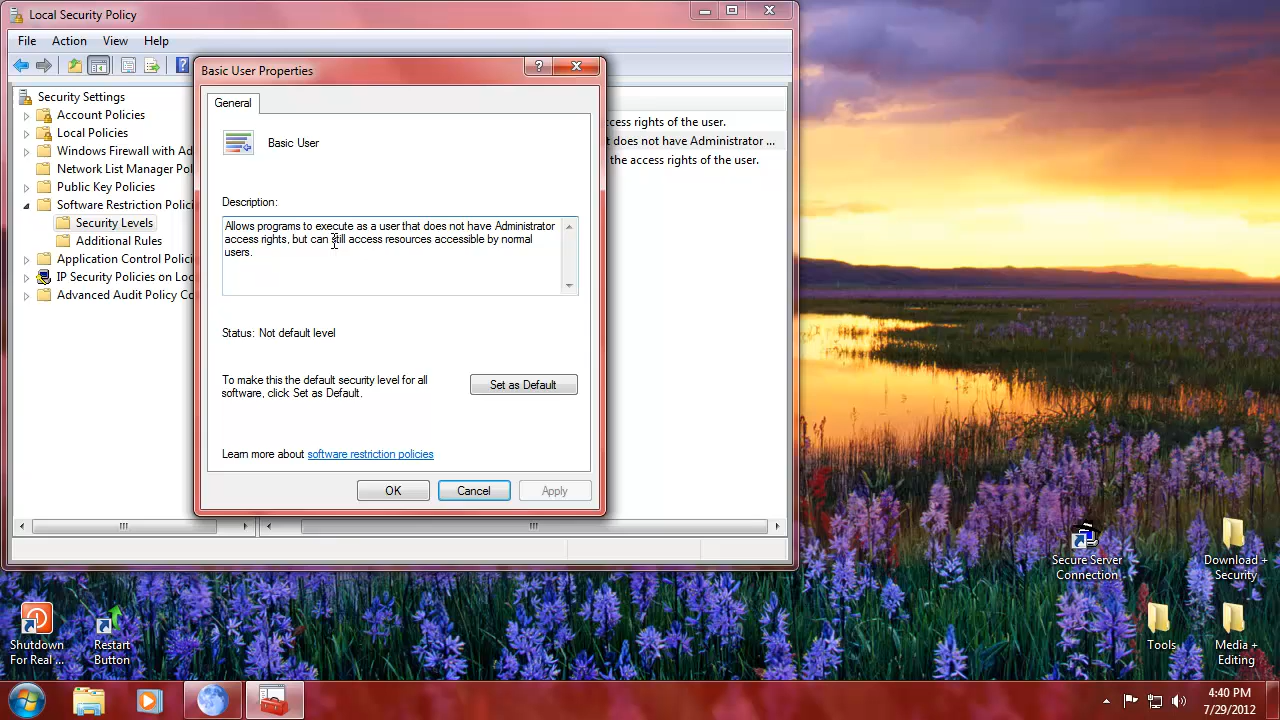 Local Security Policy
File Action View Help
Basic User Properties
General
Basic User
Description:
Allows programs to execute as a user that does not have Administrator
access rights, but can still access resources accessible by normal
users.
Status: Not default level
To make this the default security level for all
software, click Set as Default.
Set as Default
Learn more about software restriction policies
OK Cancel Apply
Security Settings
Account Policies
Local Policies
Windows Firewall with Ad
Network List Manager Pol
Public Key Policies
Software Restriction Polici
Security Levels
Additional Rules
Application Control Polici
IP Security Policies on Loc
Advanced Audit Policy Co
ccess rights of the user.
t does not have Administrator ...
the access rights of the user.
Secure Server
Connection
Download +
Security
Tools
Media +
Editing
Shutdown
For Real ...
Restart
Button
4:40 PM
7/29/2012